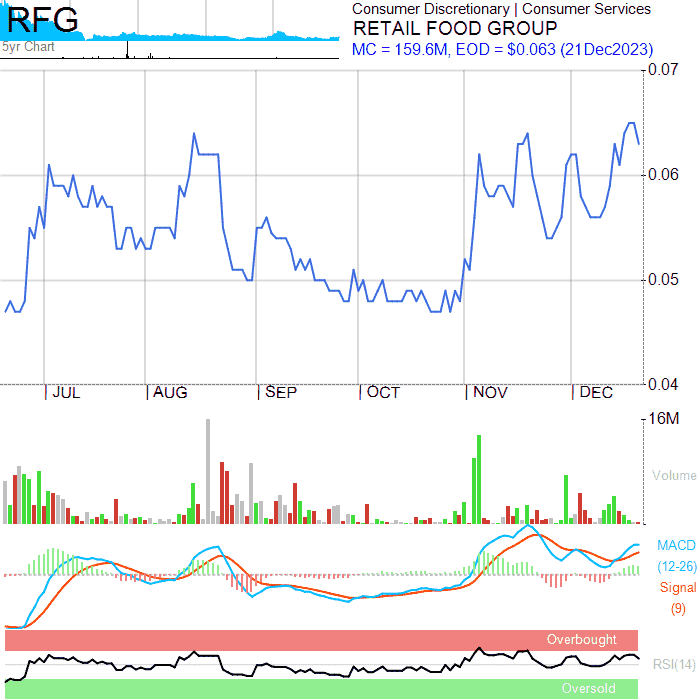 RFG
5yr Chart
Consumer Discretionary | Consumer Services
RETAIL FOOD GROUP
MC = 159.6M, EOD = $0.063 (21Dec2023)
0.07
0.06
0.05
0.04
JUL AUG SEP OCT NOV DEC
16M
Volume
MACD
(12-26)
Signal
(9)
Overbought
RSI(14)
Oversold